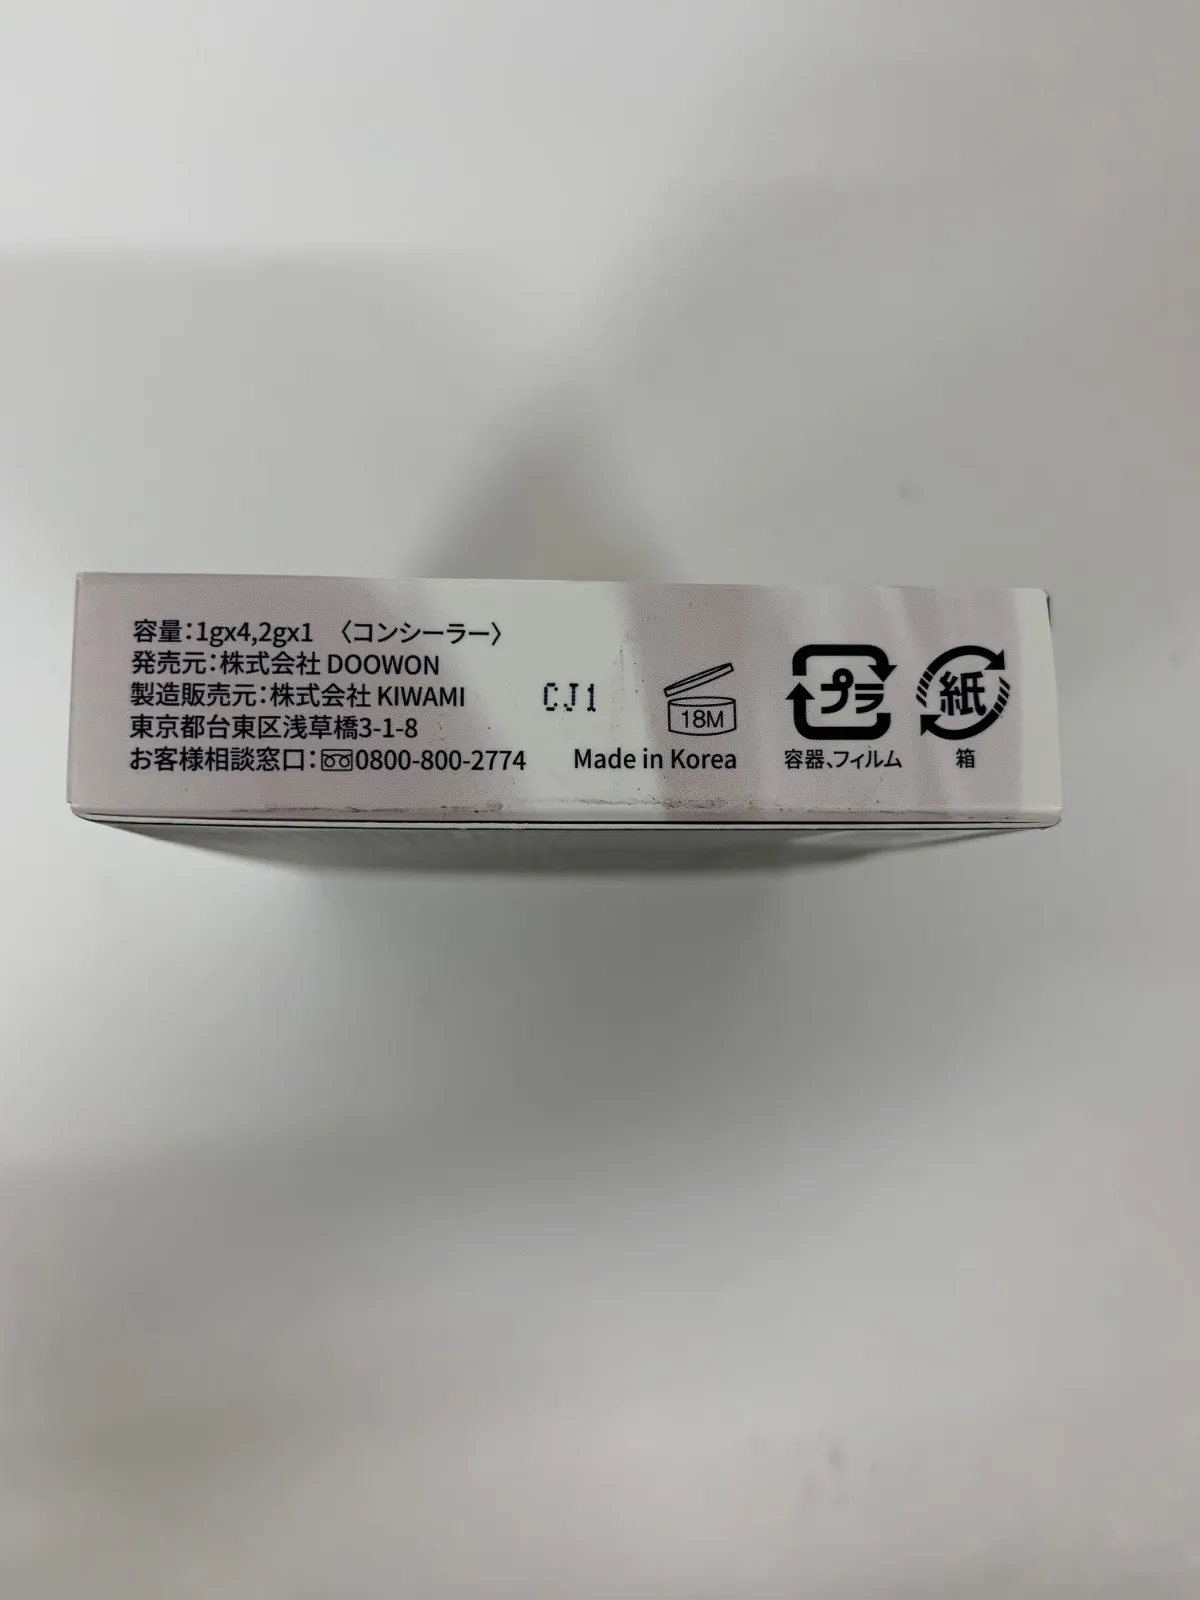 容量:1gx4,2gx1 〈コンシーラー〉
発売元:株式会社 DOOWON
製造販売元:株式会社 KIWAMI
東京都台東区浅草橋3-1-8
お客様相談窓口:0800-800-2774
CJ1
18M
Made in Korea
プラ
容器、フィルム
紙
箱